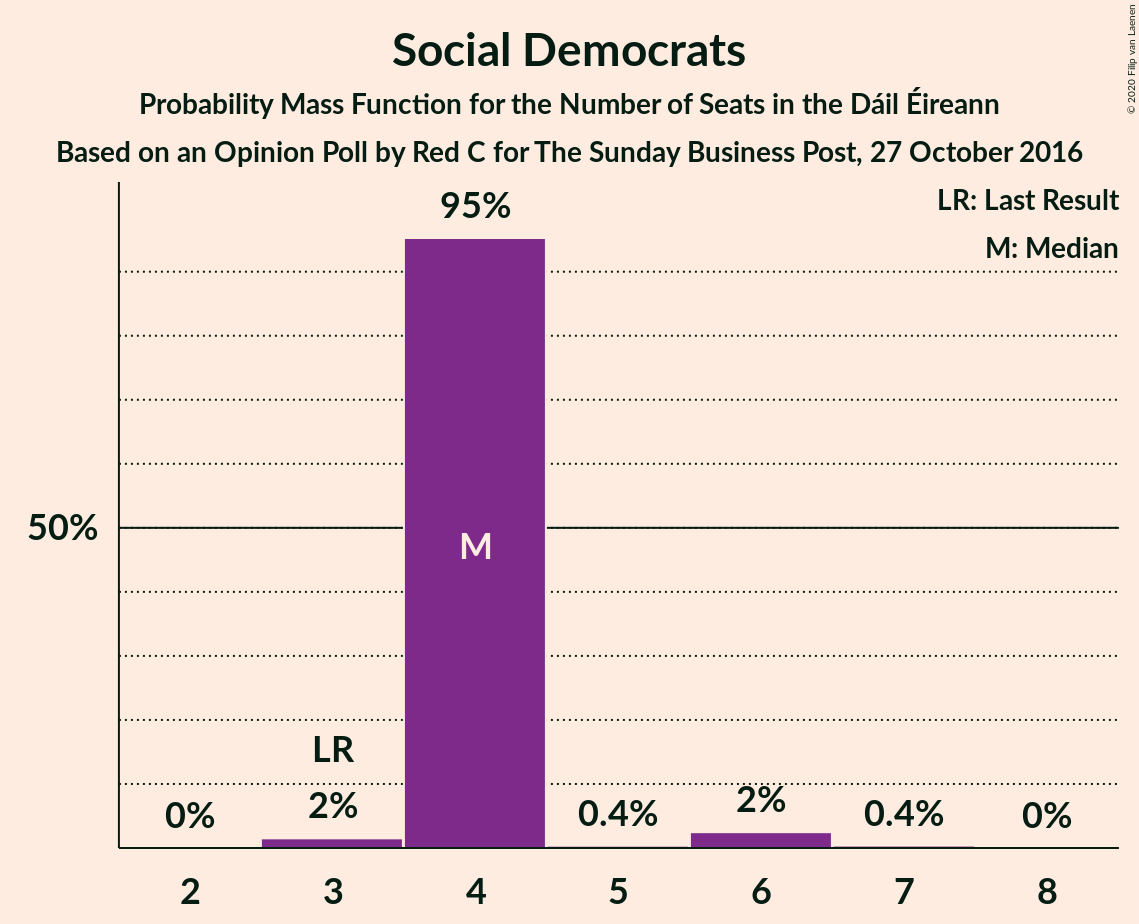 Social Democrats
Probability Mass Function for the Number of Seats in the Dáil Éireann
Based on an Opinion Poll by Red C for The Sunday Business Post, 27 October 2016
© 2020 Filip van Laenen
LR: Last Result
M: Median
95%
50%
M
LR
0%
2%
0.4%
2%
0.4%
0%
2
3
4
5
6
7
8